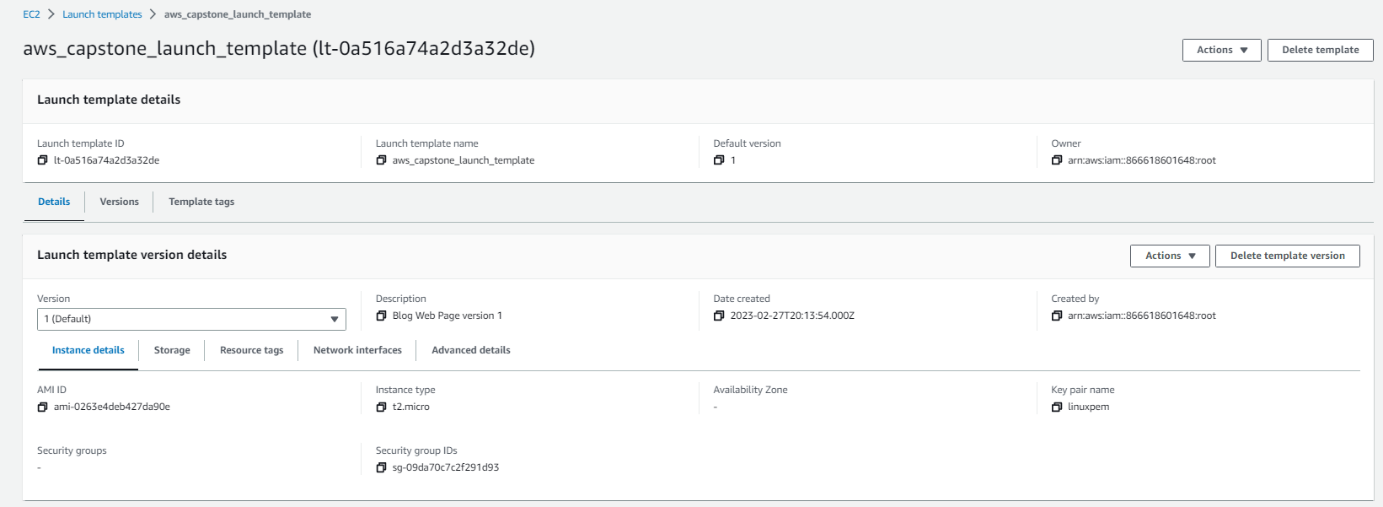 EC2 > Launch templates > aws_capstone_launch_template
aws_capstone_launch_template (lt-0a516a74a2d3a32de)
Actions ▼ Delete template
Launch template details
Launch template ID Launch template name Default version Owner
lt-0a516a74a2d3a32de aws_capstone_launch_template 1 arn:aws:iam::866618601648:root
Details Versions Template tags
Launch template version details
Actions ▼ Delete template version
Version Description Date created Created by
1 (Default) ▼ Blog Web Page version 1 2023-02-27T20:13:54.000Z arn:aws:iam::866618601648:root
Instance details Storage Resource tags Network interfaces Advanced details
AMI ID Instance type Availability Zone Key pair name
ami-0263e4deb427da90e t2.micro - linuxpem
Security groups Security group IDs
- sg-09da70c7c2f291d93